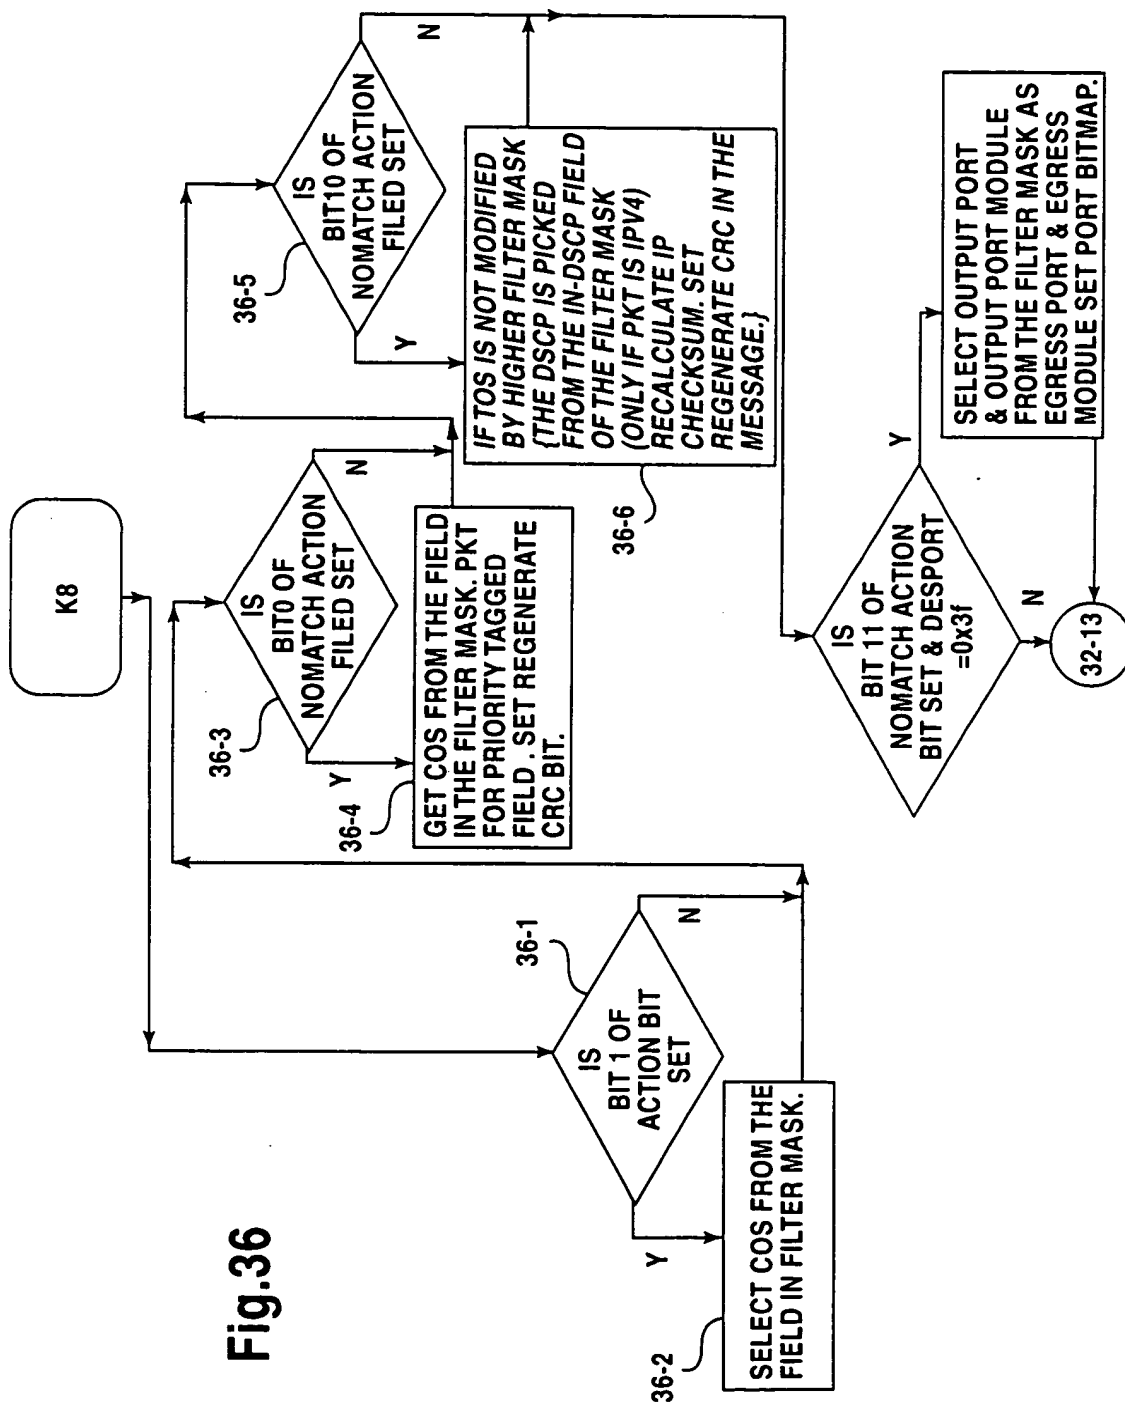 Fig.36
K8
36-1
IS
BIT 1 OF
ACTION BIT
SET
Y
N
36-2
SELECT COS FROM THE
FIELD IN FILTER MASK.
36-3
IS
BIT0 OF
NOMATCH ACTION
FILED SET
Y
N
36-4
GET COS FROM THE FIELD
IN THE FILTER MASK. PKT
FOR PRIORITY TAGGED
FIELD . SET REGENERATE
CRC BIT.
36-5
IS
BIT10 OF
NOMATCH ACTION
FILED SET
Y
N
36-6
IF TOS IS NOT MODIFIED
BY HIGHER FILTER MASK
{THE DSCP IS PICKED
FROM THE IN-DSCP FIELD
OF THE FILTER MASK
(ONLY IF PKT IS IPV4)
RECALCULATE IP
CHECKSUM. SET
REGENERATE CRC IN THE
MESSAGE.}
IS
BIT 11 OF
NOMATCH ACTION
BIT SET & DESPORT
=0x3f
Y
N
SELECT OUTPUT PORT
& OUTPUT PORT MODULE
FROM THE FILTER MASK AS
EGRESS PORT & EGRESS
MODULE SET PORT BITMAP.
32-13